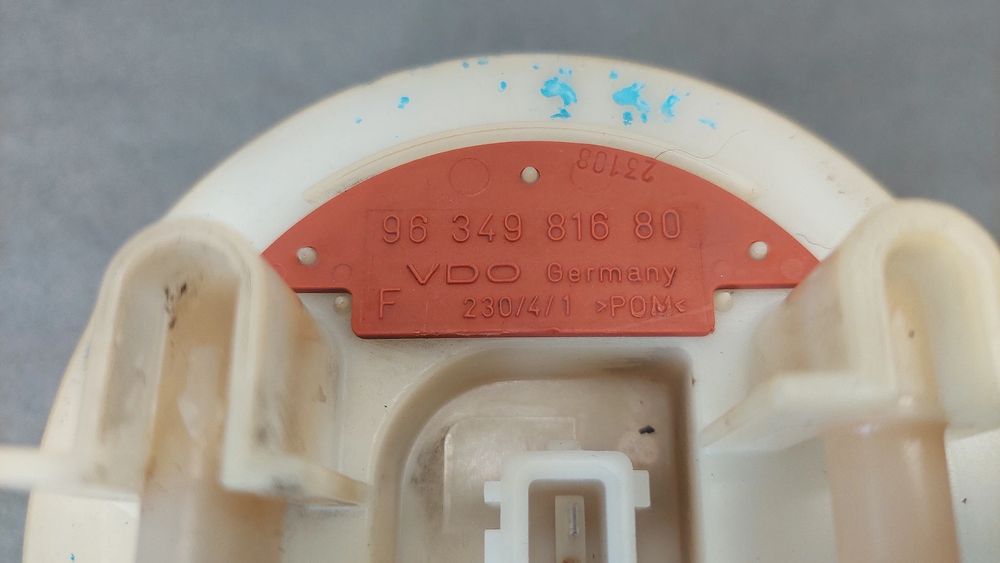 23108
96 349 816 80
VDO Germany
F 230/4/1 >POM<